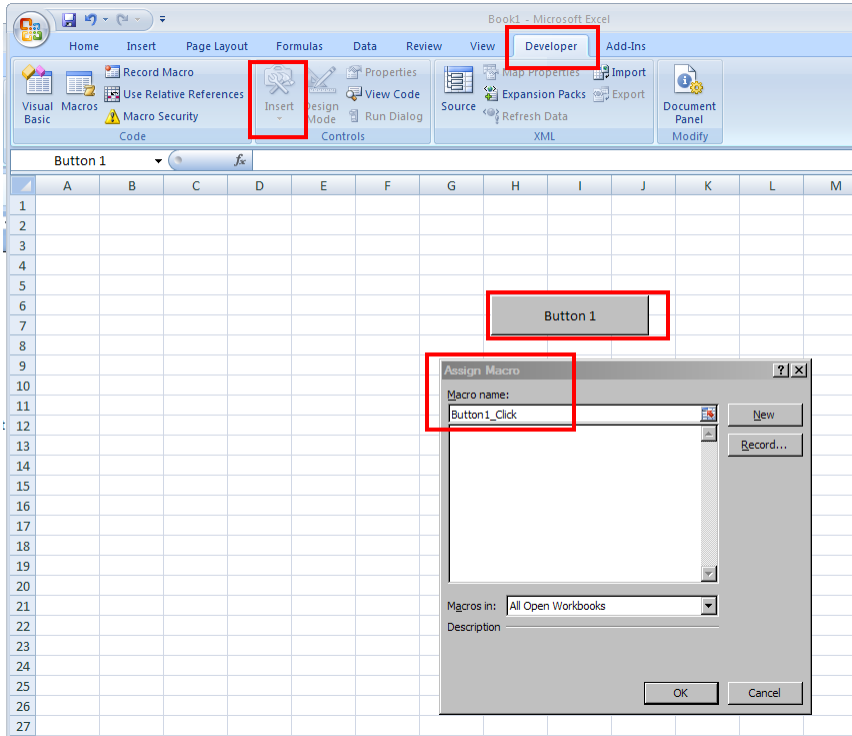 Book1 - Microsoft Excel
Home Insert Page Layout Formulas Data Review View Developer Add-Ins
Visual Basic
Macros
Record Macro
Use Relative References
Macro Security
Code
Insert
Design Mode
Properties
View Code
Run Dialog
Controls
Source
Map Properties
Expansion Packs
Refresh Data
Import
Export
XML
Document Panel
Modify
Button 1 fx
A B C D E F G H I J K L M
1
2
3
4
5
6
7
Button 1
8
9
10
11
12
13
14
15
16
17
18
19
20
21
22
23
24
25
26
27
Assign Macro ? X
Macro name:
Button1_Click
New
Record...
Macros in: All Open Workbooks
Description
OK Cancel